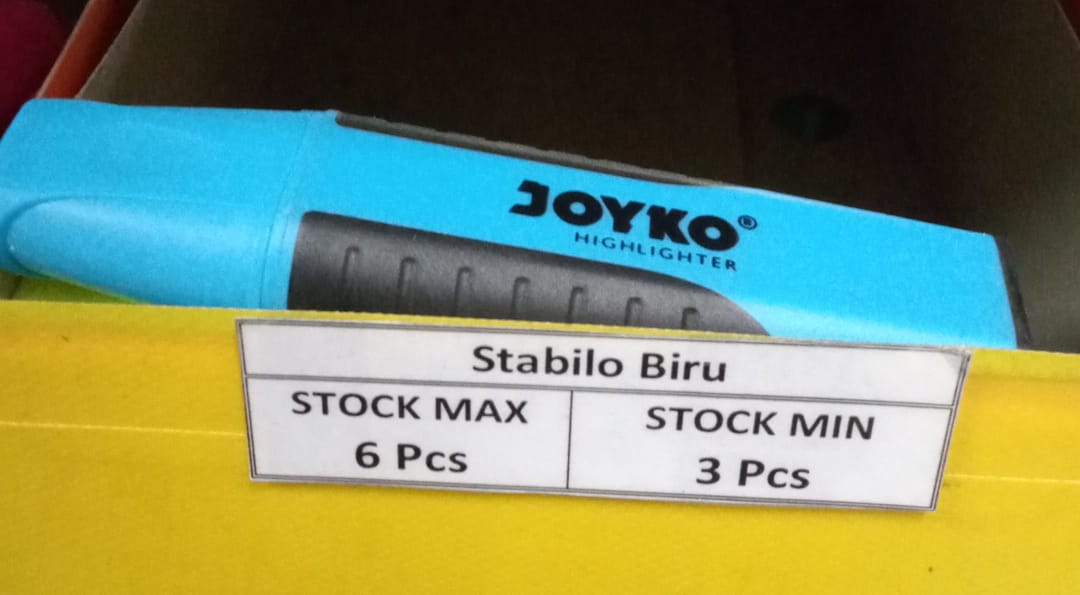 JOYKO®
HIGHLIGHTER
Stabilo Biru
STOCK MAX
6 Pcs
STOCK MIN
3 Pcs